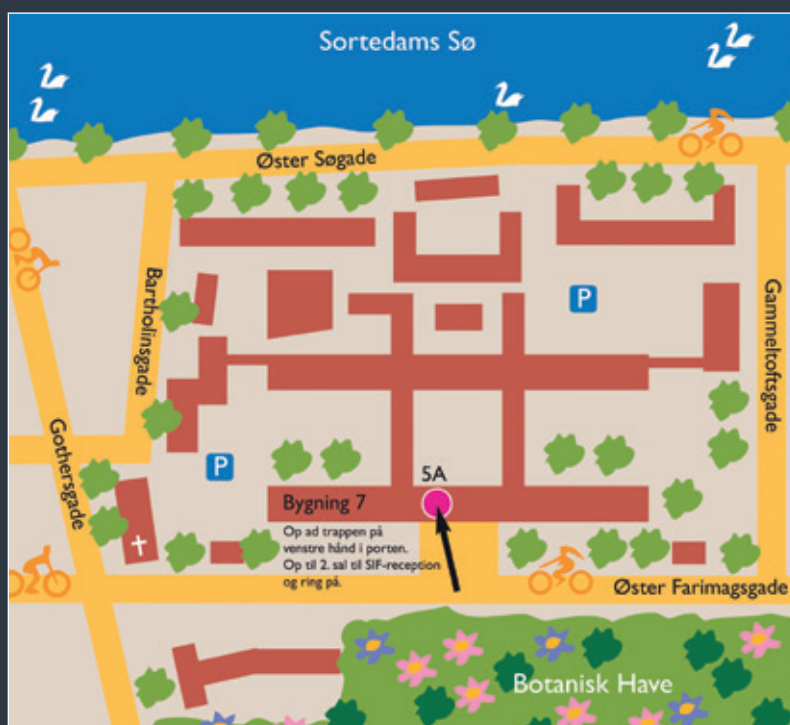 Sortedams Sø
Øster Søgade
Bartholinsgade
Gammeltoftsgade
P
Gothersgade
P
5A
Bygning 7
Op ad trappen på
venstre hånd i porten.
Op til 2. sal til SIF-reception
og ring på.
Øster Farimagsgade
Botanisk Have